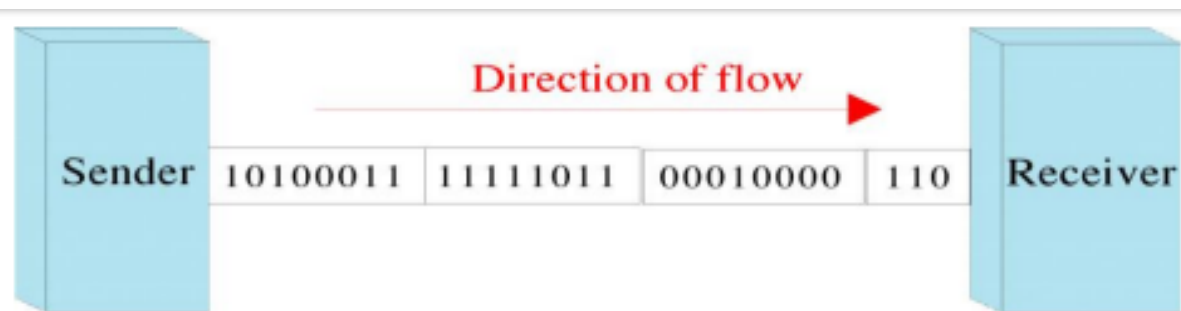 Direction of flow
Sender 10100011 11111011 00010000 110 Receiver